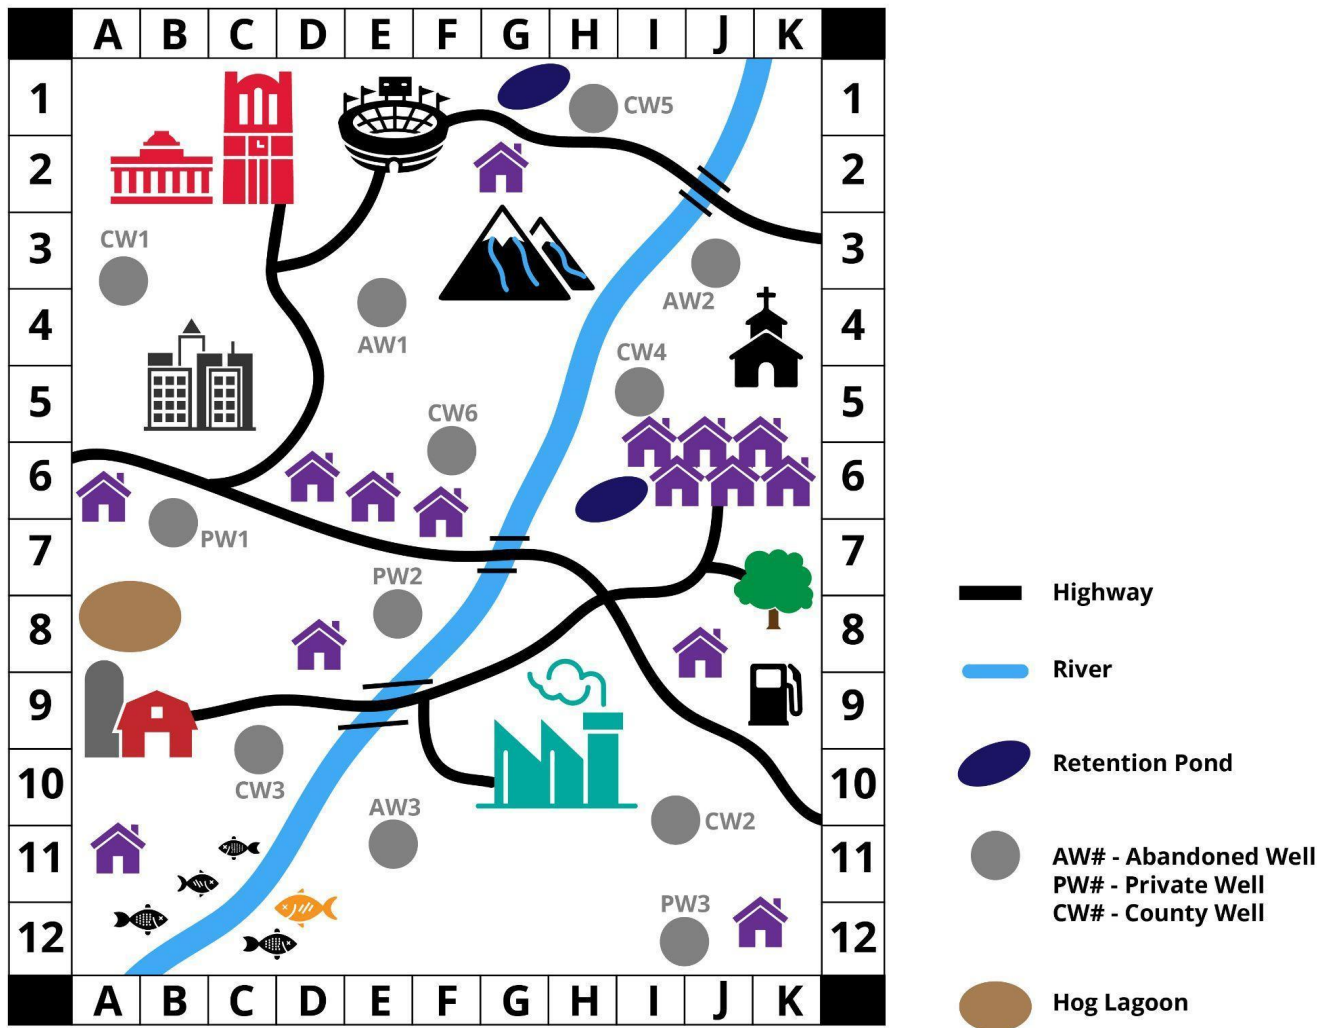 A B C D E F G H I J K
1 1
CW5
2 2
CW1
3 3
AW2
4 4
AW1
CW4
5 5
CW6
6 6
PW1
7 7
PW2
8 8
9 9
CW3
10 10
AW3
CW2
11 11
PW3
12 12
A B C D E F G H I J K
Highway
River
Retention Pond
AW# - Abandoned Well
PW# - Private Well
CW# - County Well
Hog Lagoon